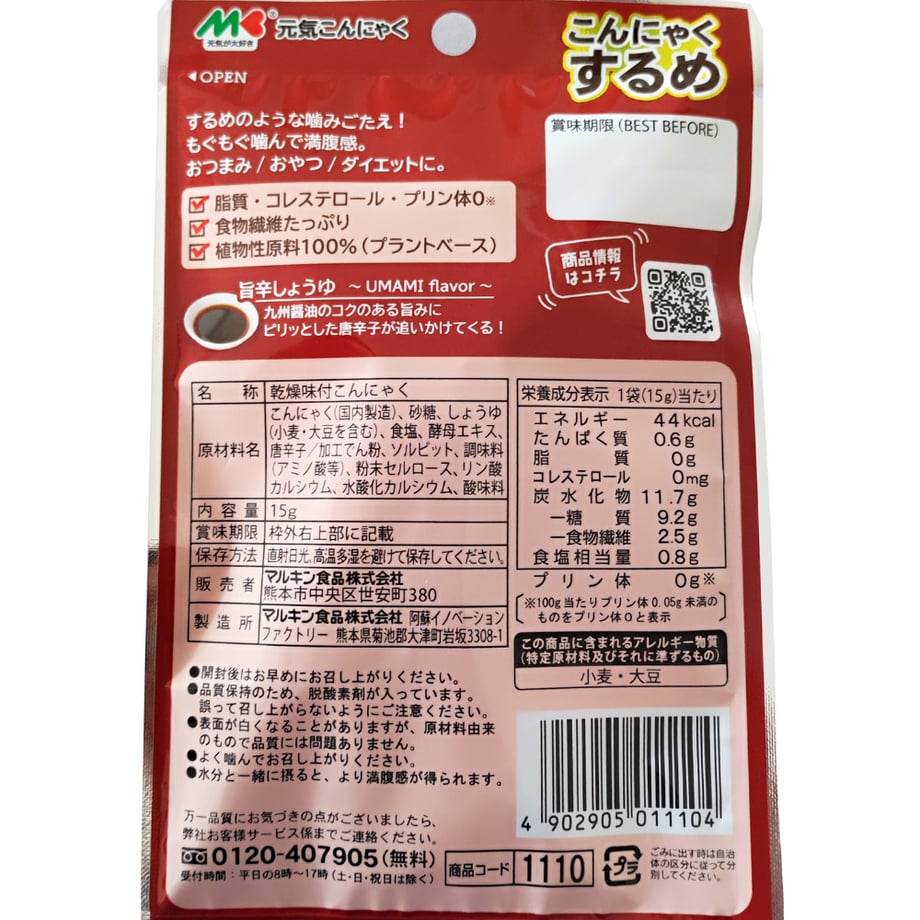 元気が大好き
元気こんにゃく
こんにゃく
するめ
◀OPEN
賞味期限(BEST BEFORE)
するめのような噛みごたえ!
もぐもぐ噛んで満腹感。
おつまみ/おやつ/ダイエットに。
脂質・コレステロール・プリン体0※
食物繊維たっぷり
植物性原料100%(プラントベース)
商品情報
はコチラ
旨辛しょうゆ ~UMAMI flavor~
九州醤油のコクのある旨みに
ピリッとした唐辛子が追いかけてくる!
名称 乾燥味付こんにゃく
原材料名 こんにゃく(国内製造)、砂糖、しょうゆ
(小麦・大豆を含む)、食塩、酵母エキス、
唐辛子/加工でん粉、ソルビット、調味料
(アミノ酸等)、粉末セルロース、リン酸
カルシウム、水酸化カルシウム、酸味料
内容量 15g
賞味期限 枠外右上部に記載
保存方法 直射日光、高温多湿を避けて保存してください。
販売者 マルキン食品株式会社
熊本市中央区世安町380
製造所 マルキン食品株式会社 阿蘇イノベーション
ファクトリー 熊本県菊池郡大津町岩坂3308-1
栄養成分表示 1袋(15g)当たり
エネルギー 44kcal
たんぱく質 0.6g
脂質 0g
コレステロール 0mg
炭水化物 11.7g
―糖質 9.2g
―食物繊維 2.5g
食塩相当量 0.8g
プリン体 0g※
※100g当たりプリン体0.05g未満の
ものをプリン体0と表示
この商品に含まれるアレルギー物質
(特定原材料及びそれに準ずるもの)
小麦・大豆
●開封後はお早めにお召し上がりください。
●品質保持のため、脱酸素剤が入っています。
誤って召し上がらないようにご注意ください。
●表面が白くなることがありますが、原材料由来
のもので品質には問題ありません。
●よく噛んでお召し上がりください。
●水分と一緒に摂ると、より満腹感が得られます。
4 902905 011104
万一品質にお気づきの点がございましたら、
弊社お客様サービス係までご連絡ください。
0120-407905(無料)
受付時間:平日の8時~17時(土・日・祝日は除く)
商品コード 1110
プラ
ごみに出す時は自治
体の区分に従って分
別してください。